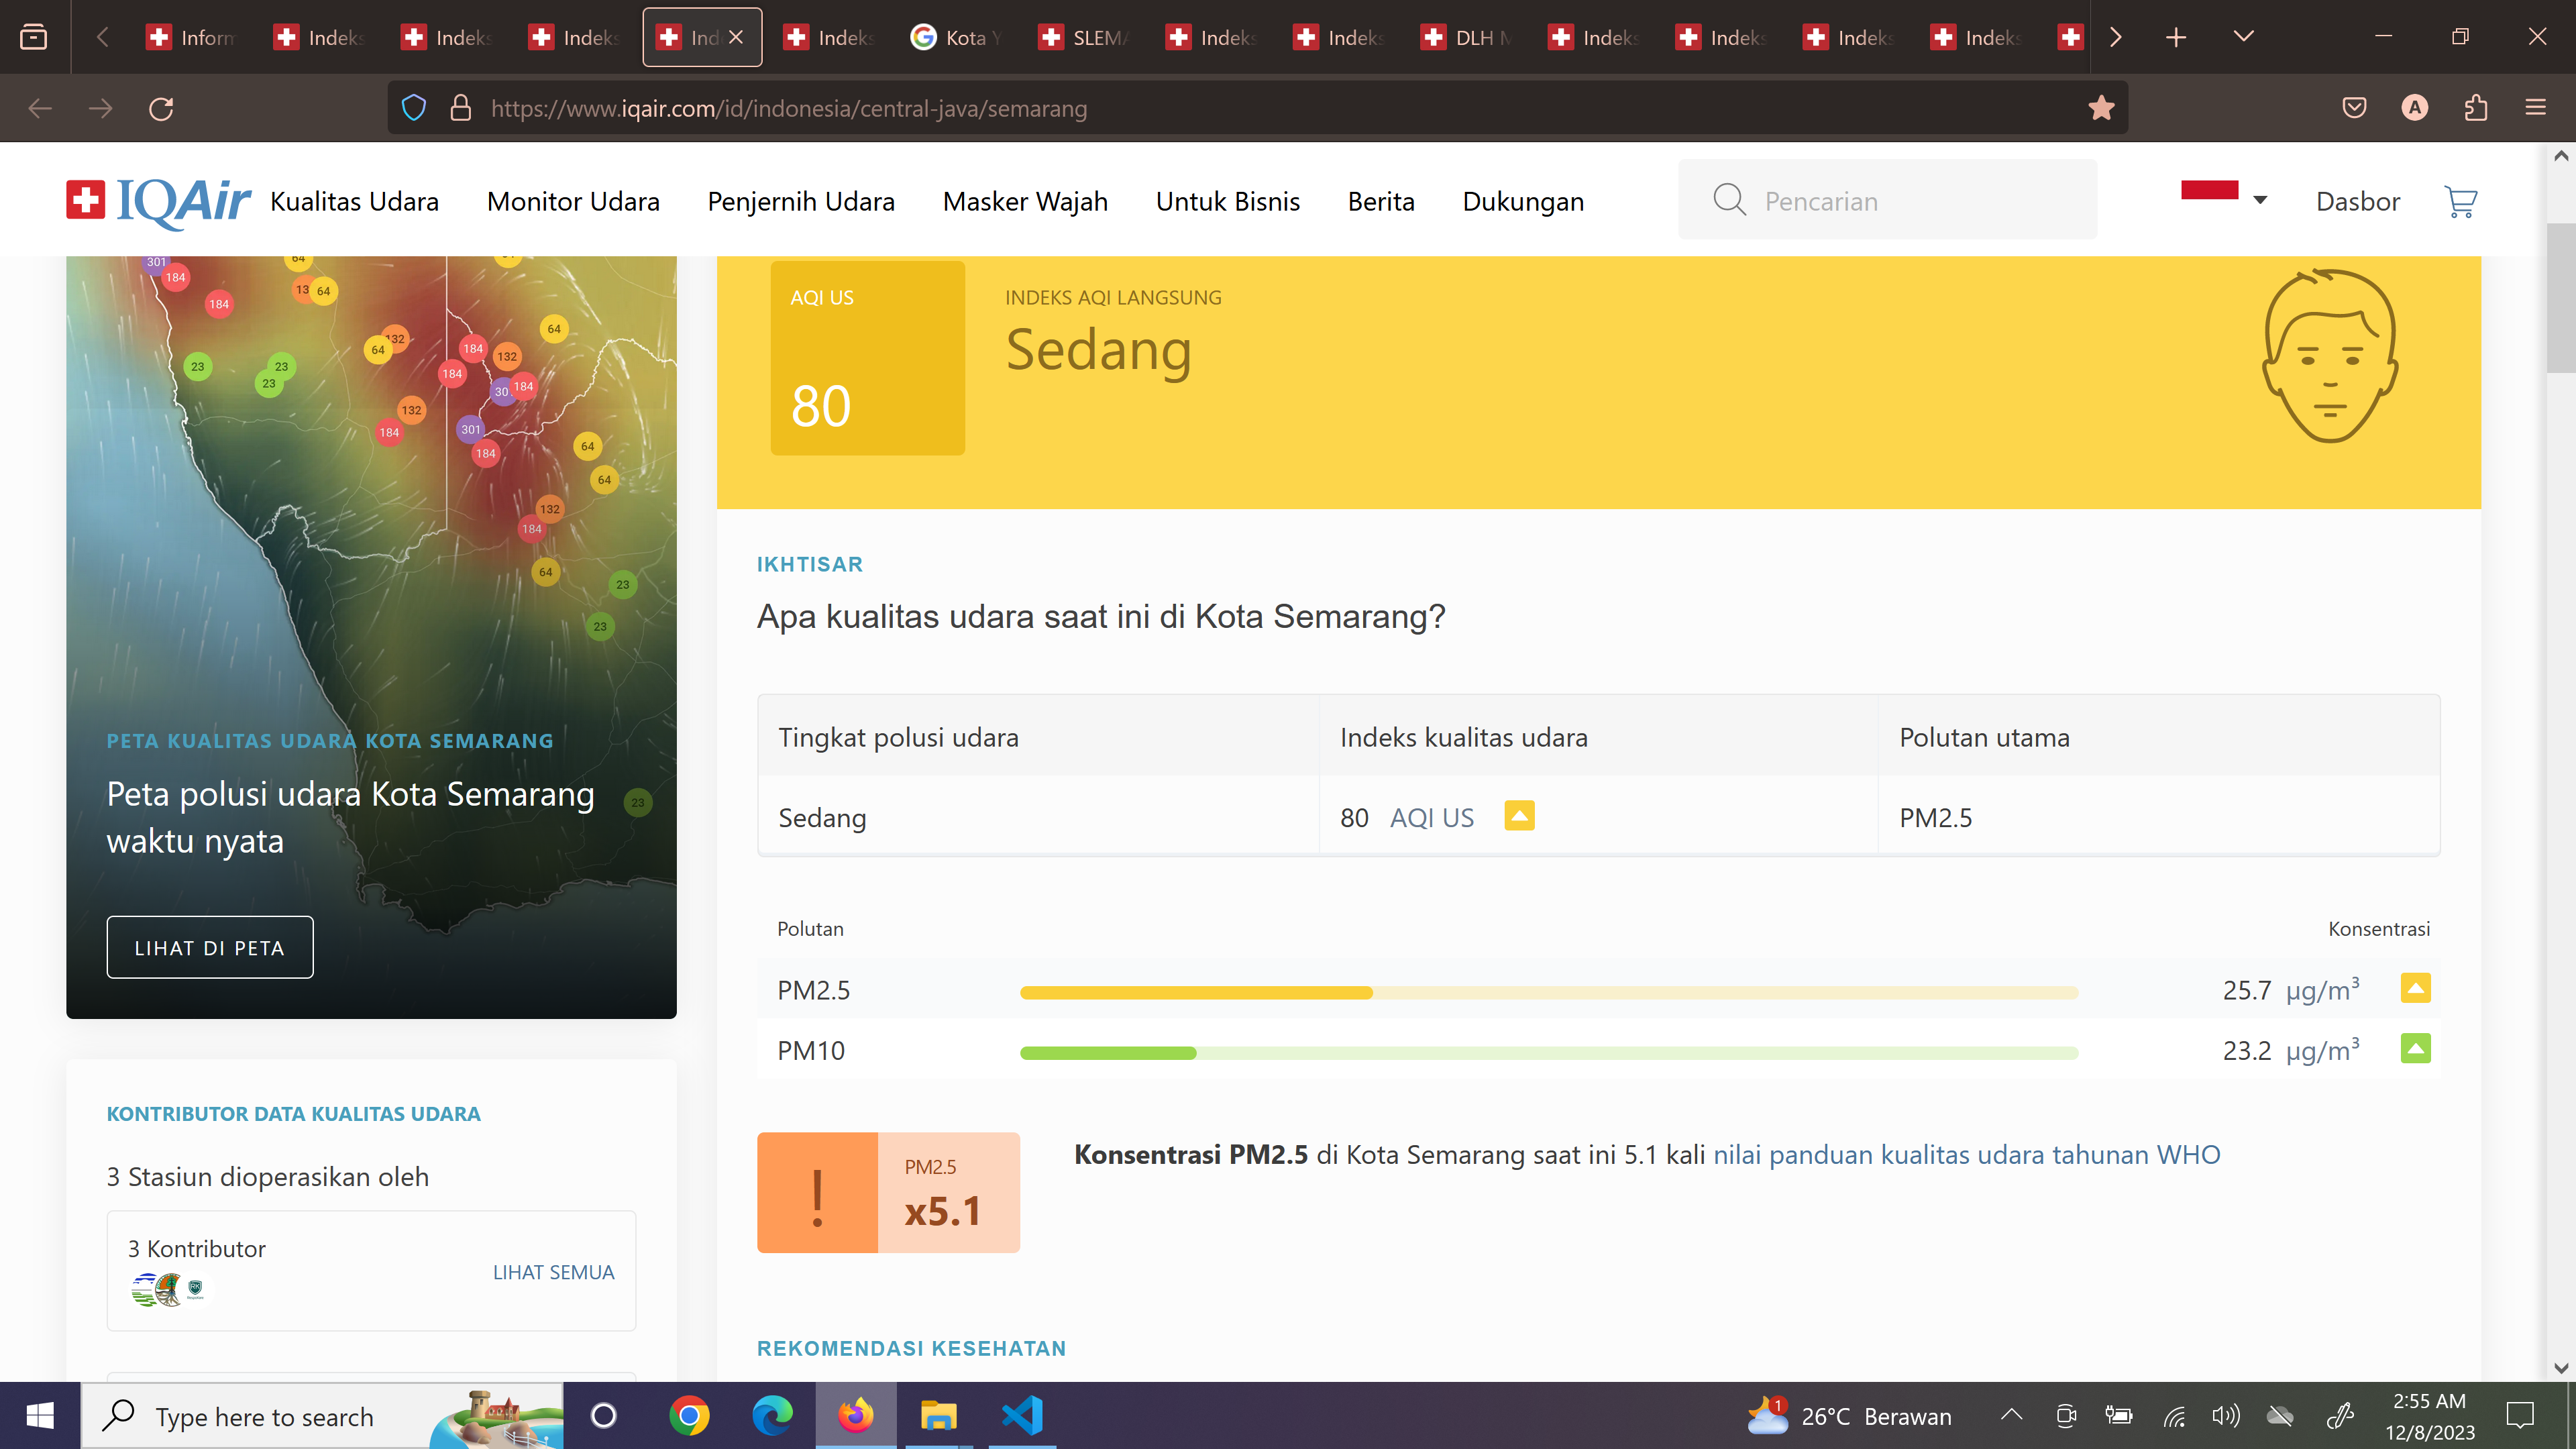 Inform
Indeks
Indeks
Indeks
Ind
Indeks
Kota Y
SLEMA
Indeks
Indeks
DLH M
Indeks
Indeks
Indeks
Indeks
https://www.iqair.com/id/indonesia/central-java/semarang
A
IQAir
Kualitas Udara
Monitor Udara
Penjernih Udara
Masker Wajah
Untuk Bisnis
Berita
Dukungan
Pencarian
Dasbor
301
184
184
64
64
64
132
64
184
132
184
184
301
132
184
184
64
64
132
184
64
23
23
23
23
23
23
PETA KUALITAS UDARA KOTA SEMARANG
Peta polusi udara Kota Semarang
waktu nyata
LIHAT DI PETA
KONTRIBUTOR DATA KUALITAS UDARA
3 Stasiun dioperasikan oleh
3 Kontributor
LIHAT SEMUA
AQI US
80
INDEKS AQI LANGSUNG
Sedang
IKHTISAR
Apa kualitas udara saat ini di Kota Semarang?
Tingkat polusi udara Indeks kualitas udara Polutan utama
Sedang 80 AQI US PM2.5
Polutan Konsentrasi
PM2.5 25.7 µg/m³
PM10 23.2 µg/m³
!
PM2.5
x5.1
Konsentrasi PM2.5 di Kota Semarang saat ini 5.1 kali nilai panduan kualitas udara tahunan WHO
REKOMENDASI KESEHATAN
Type here to search
1
26°C Berawan
2:55 AM
12/8/2023